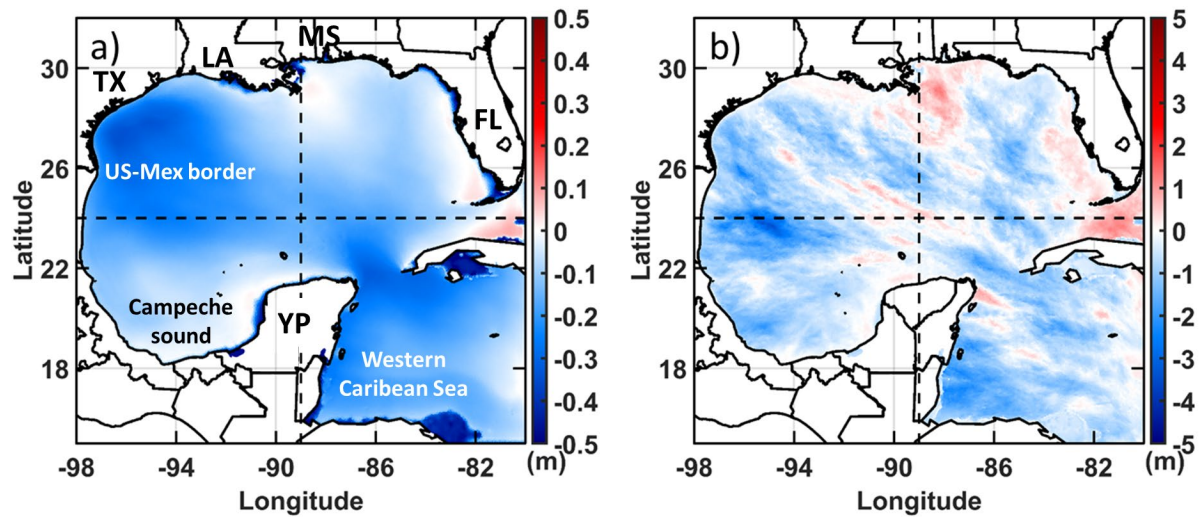 a)
MS
LA
TX
FL
US-Mex border
Campeche
sound
YP
Western
Caribean Sea
30
26
22
18
Latitude
-98
-94
-90
-86
-82
Longitude
0.5
0.4
0.3
0.2
0.1
0
-0.1
-0.2
-0.3
-0.4
-0.5
(m)
b)
30
26
22
18
Latitude
-98
-94
-90
-86
-82
Longitude
5
4
3
2
1
0
-1
-2
-3
-4
-5
(m)